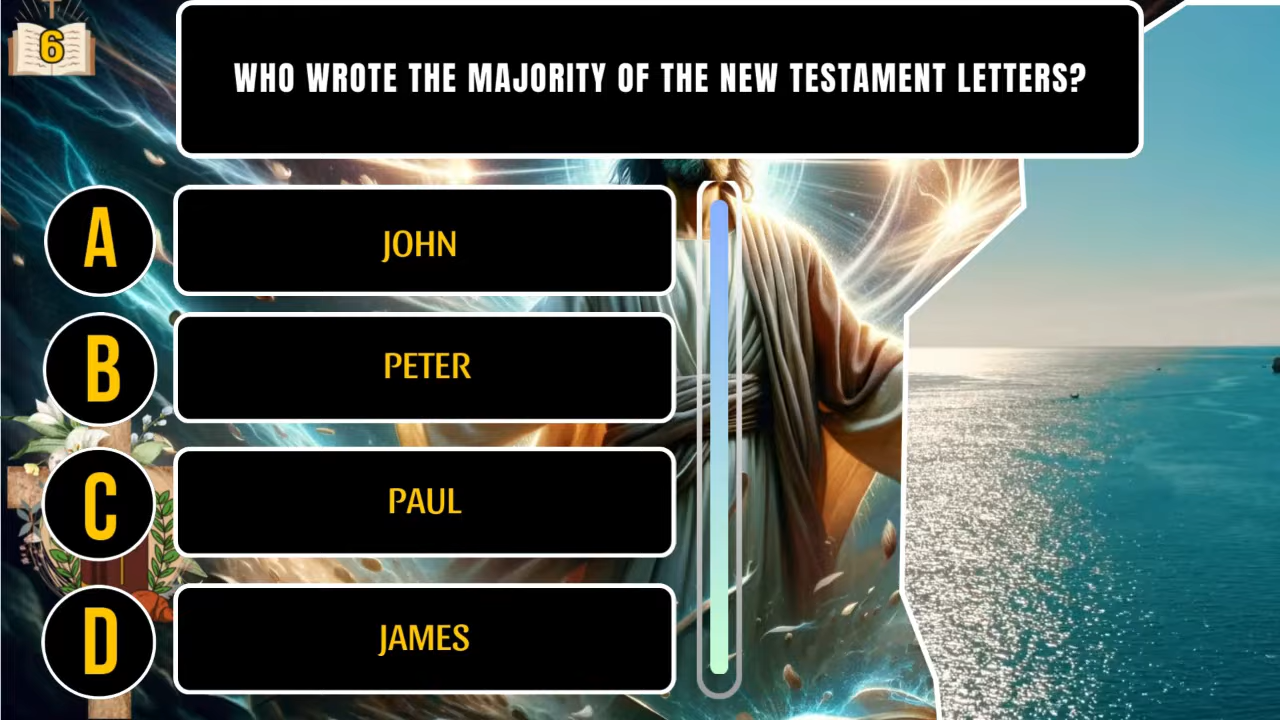 6
WHO WROTE THE MAJORITY OF THE NEW TESTAMENT LETTERS?
A
JOHN
B
PETER
C
PAUL
D
JAMES